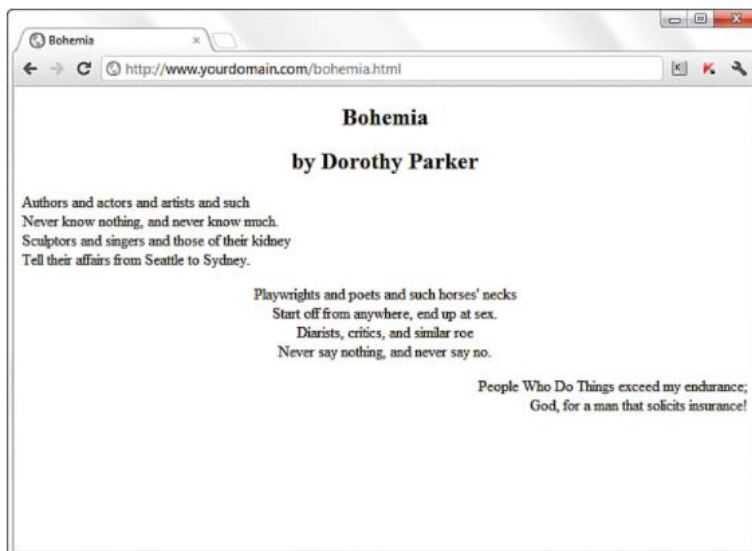 Bohemia
http://www.yourdomain.com/bohemia.html
Bohemia
by Dorothy Parker
Authors and actors and artists and such
Never know nothing, and never know much.
Sculptors and singers and those of their kidney
Tell their affairs from Seattle to Sydney.
Playwrights and poets and such horses' necks
Start off from anywhere, end up at sex.
Diarists, critics, and similar roe
Never say nothing, and never say no.
People Who Do Things exceed my endurance;
God, for a man that solicits insurance!